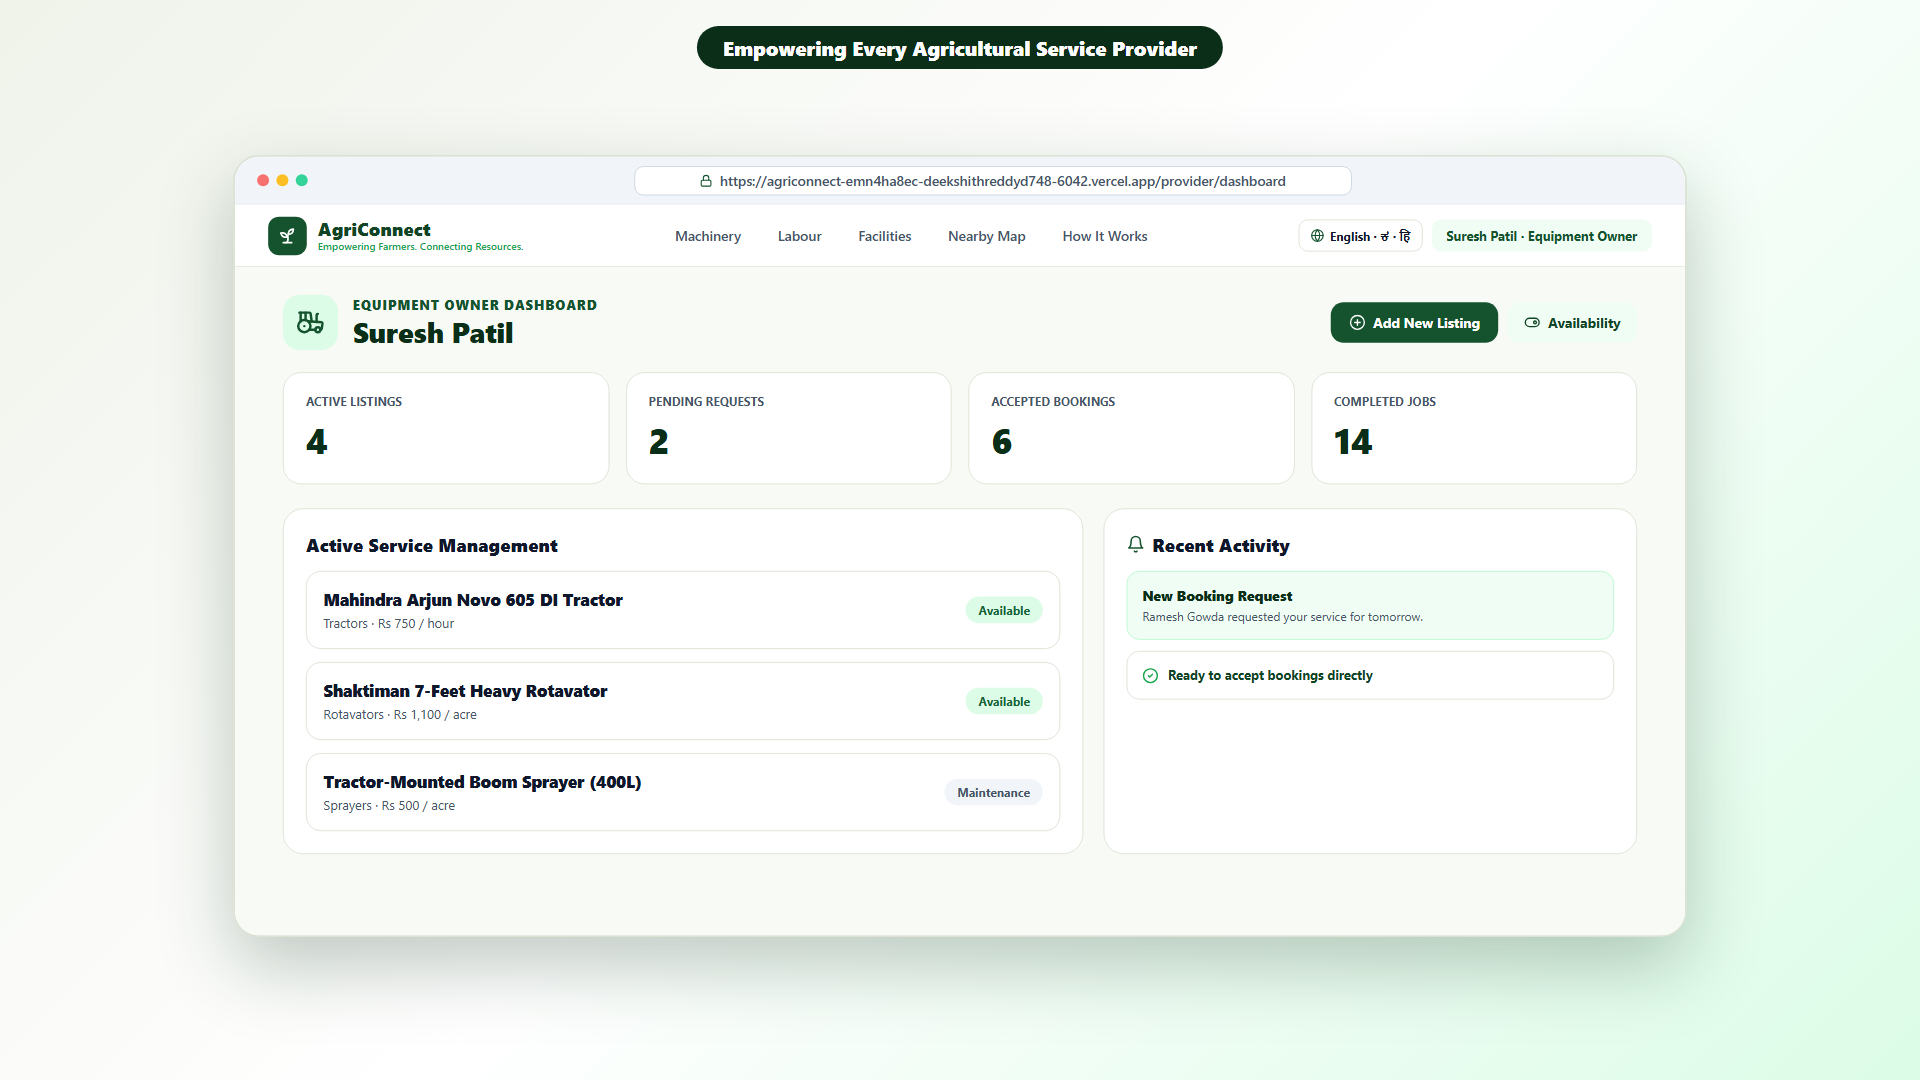 Empowering Every Agricultural Service Provider
https://agriconnect-emn4ha8ec-deekshithreddyd748-6042.vercel.app/provider/dashboard
AgriConnect
Empowering Farmers. Connecting Resources.
Machinery
Labour
Facilities
Nearby Map
How It Works
English · ಕ · हि
Suresh Patil · Equipment Owner
EQUIPMENT OWNER DASHBOARD
Suresh Patil
Add New Listing
Availability
ACTIVE LISTINGS
4
PENDING REQUESTS
2
ACCEPTED BOOKINGS
6
COMPLETED JOBS
14
Active Service Management
Mahindra Arjun Novo 605 DI Tractor
Tractors · Rs 750 / hour
Available
Shaktiman 7-Feet Heavy Rotavator
Rotavators · Rs 1,100 / acre
Available
Tractor-Mounted Boom Sprayer (400L)
Sprayers · Rs 500 / acre
Maintenance
Recent Activity
New Booking Request
Ramesh Gowda requested your service for tomorrow.
Ready to accept bookings directly